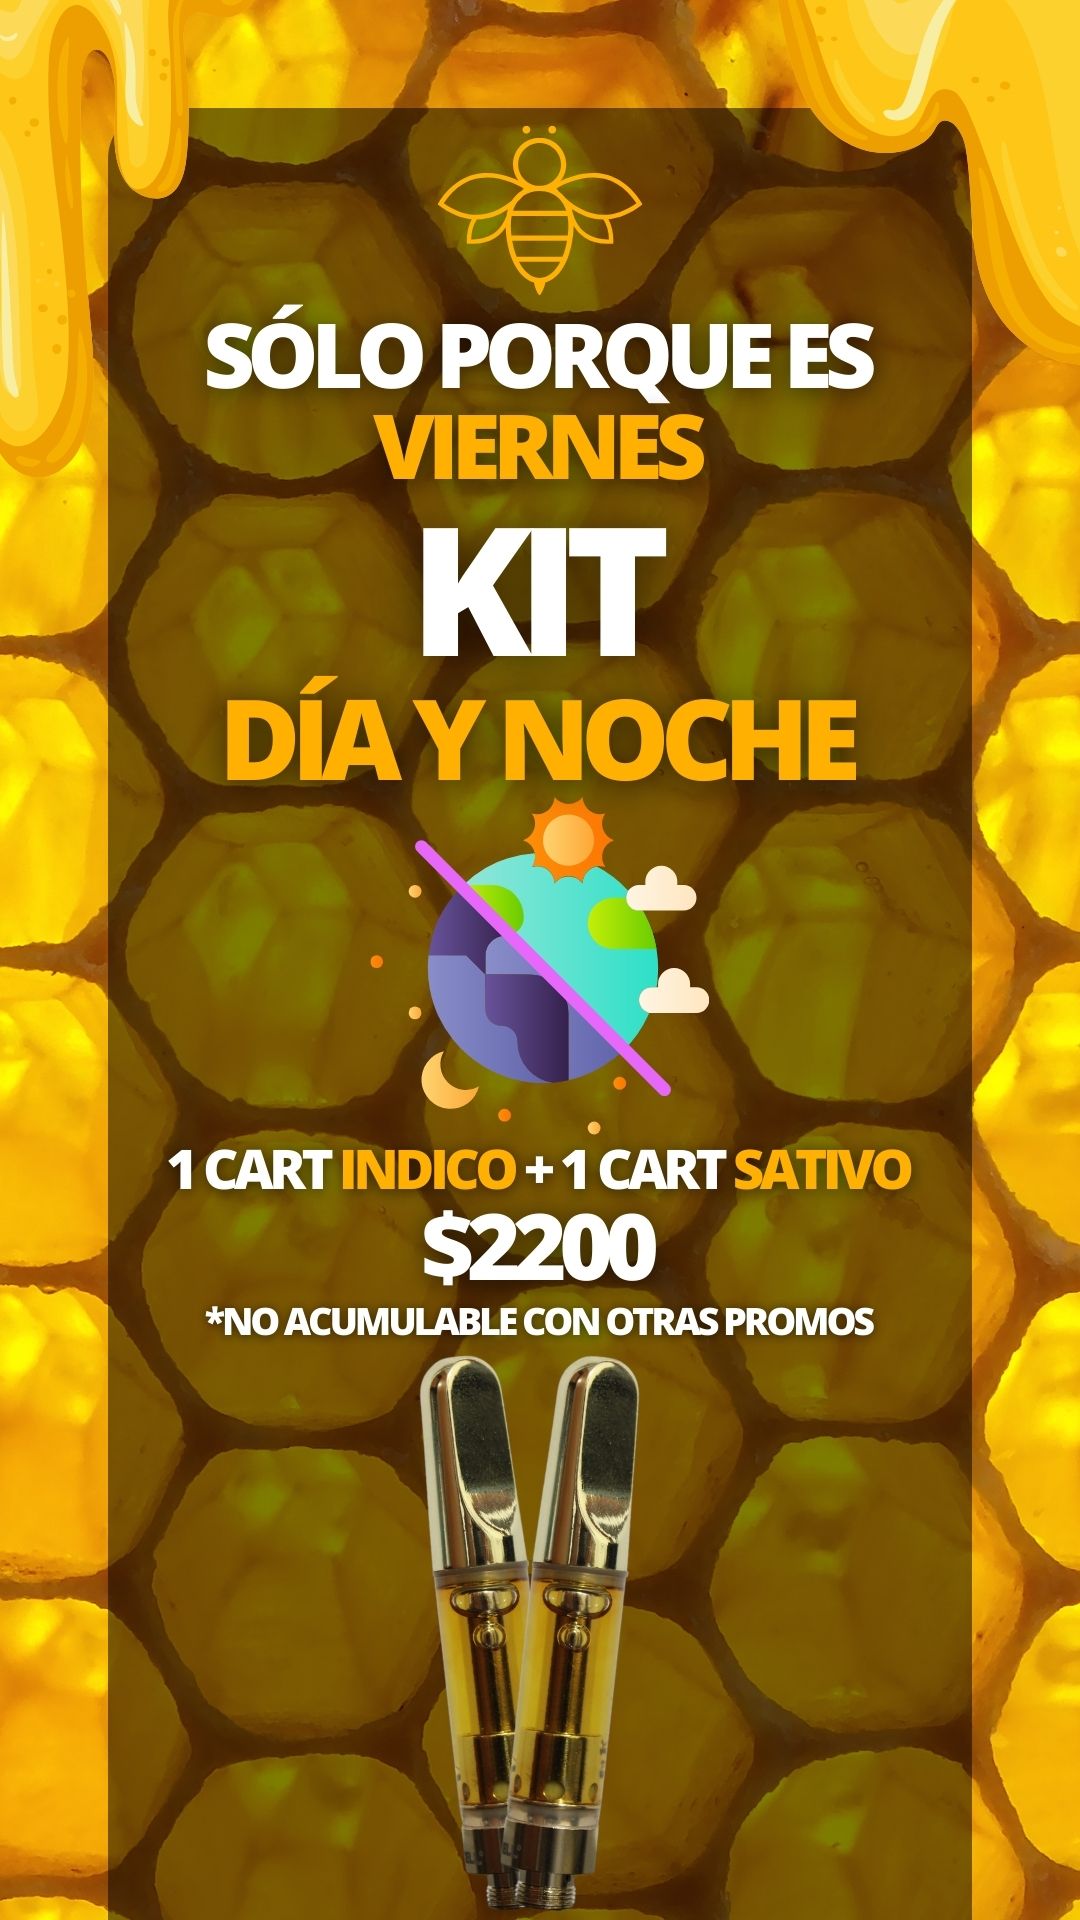 SÓLO PORQUE ES
VIERNES
KIT
DÍA Y NOCHE
1 CART INDICO + 1 CART SATIVO
$2200
*NO ACUMULABLE CON OTRAS PROMOS